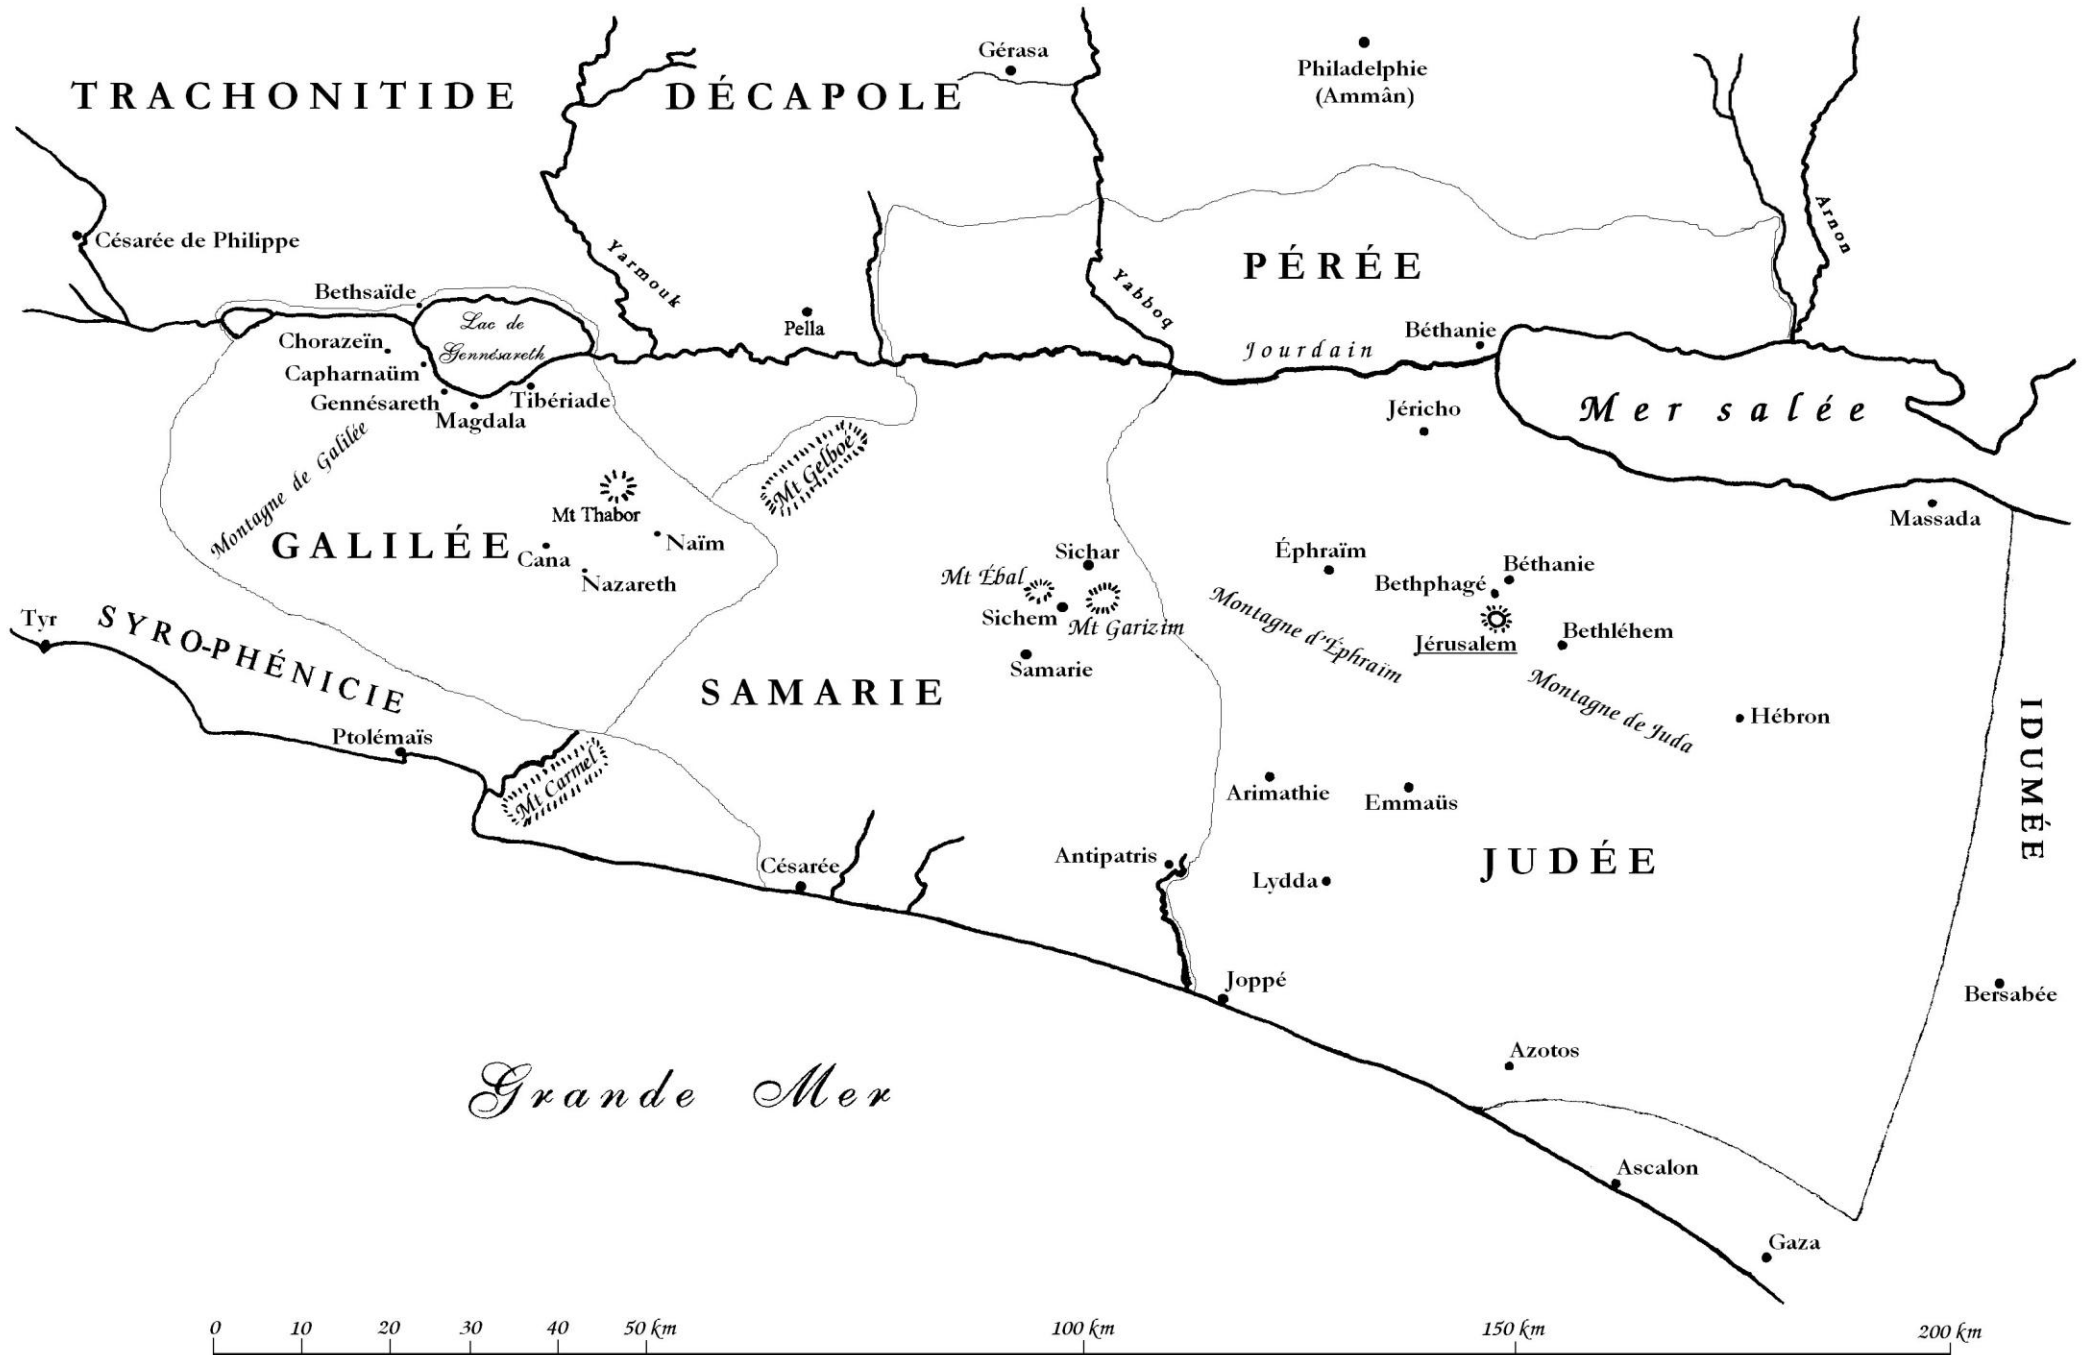 Gérasa
Philadelphie
(Ammân)
TRACHONITIDE
DÉCAPOLE
Arnon
Césarée de Philippe
Yarmouk
PÉRÉE
Yabboq
Bethsaïde
Lac de
Gennésareth
Pella
Béthanie
Chorazeïn
Jourdain
Capharnaüm
Gennésareth
Tibériade
Magdala
Jéricho
Mer salée
Montagne de Galilée
Mt Gelboé
Mt Thabor
Massada
GALILÉE
Cana
Naïm
Nazareth
Sichar
Éphraïm
Béthanie
Mt Ébal
Bethphagé
Sichem
Mt Garizim
Montagne d'Éphraïm
Tyr
SYRO-PHÉNICIE
Jérusalem
Bethléhem
Samarie
SAMARIE
Montagne de Juda
Hébron
Ptolémaïs
Mt Carmel
IDUMÉE
Arimathie
Emmaüs
Césarée
Antipatris
JUDÉE
Lydda
Joppé
Bersabée
Azotos
Grande Mer
Ascalon
Gaza
0 10 20 30 40 50 km 100 km 150 km 200 km